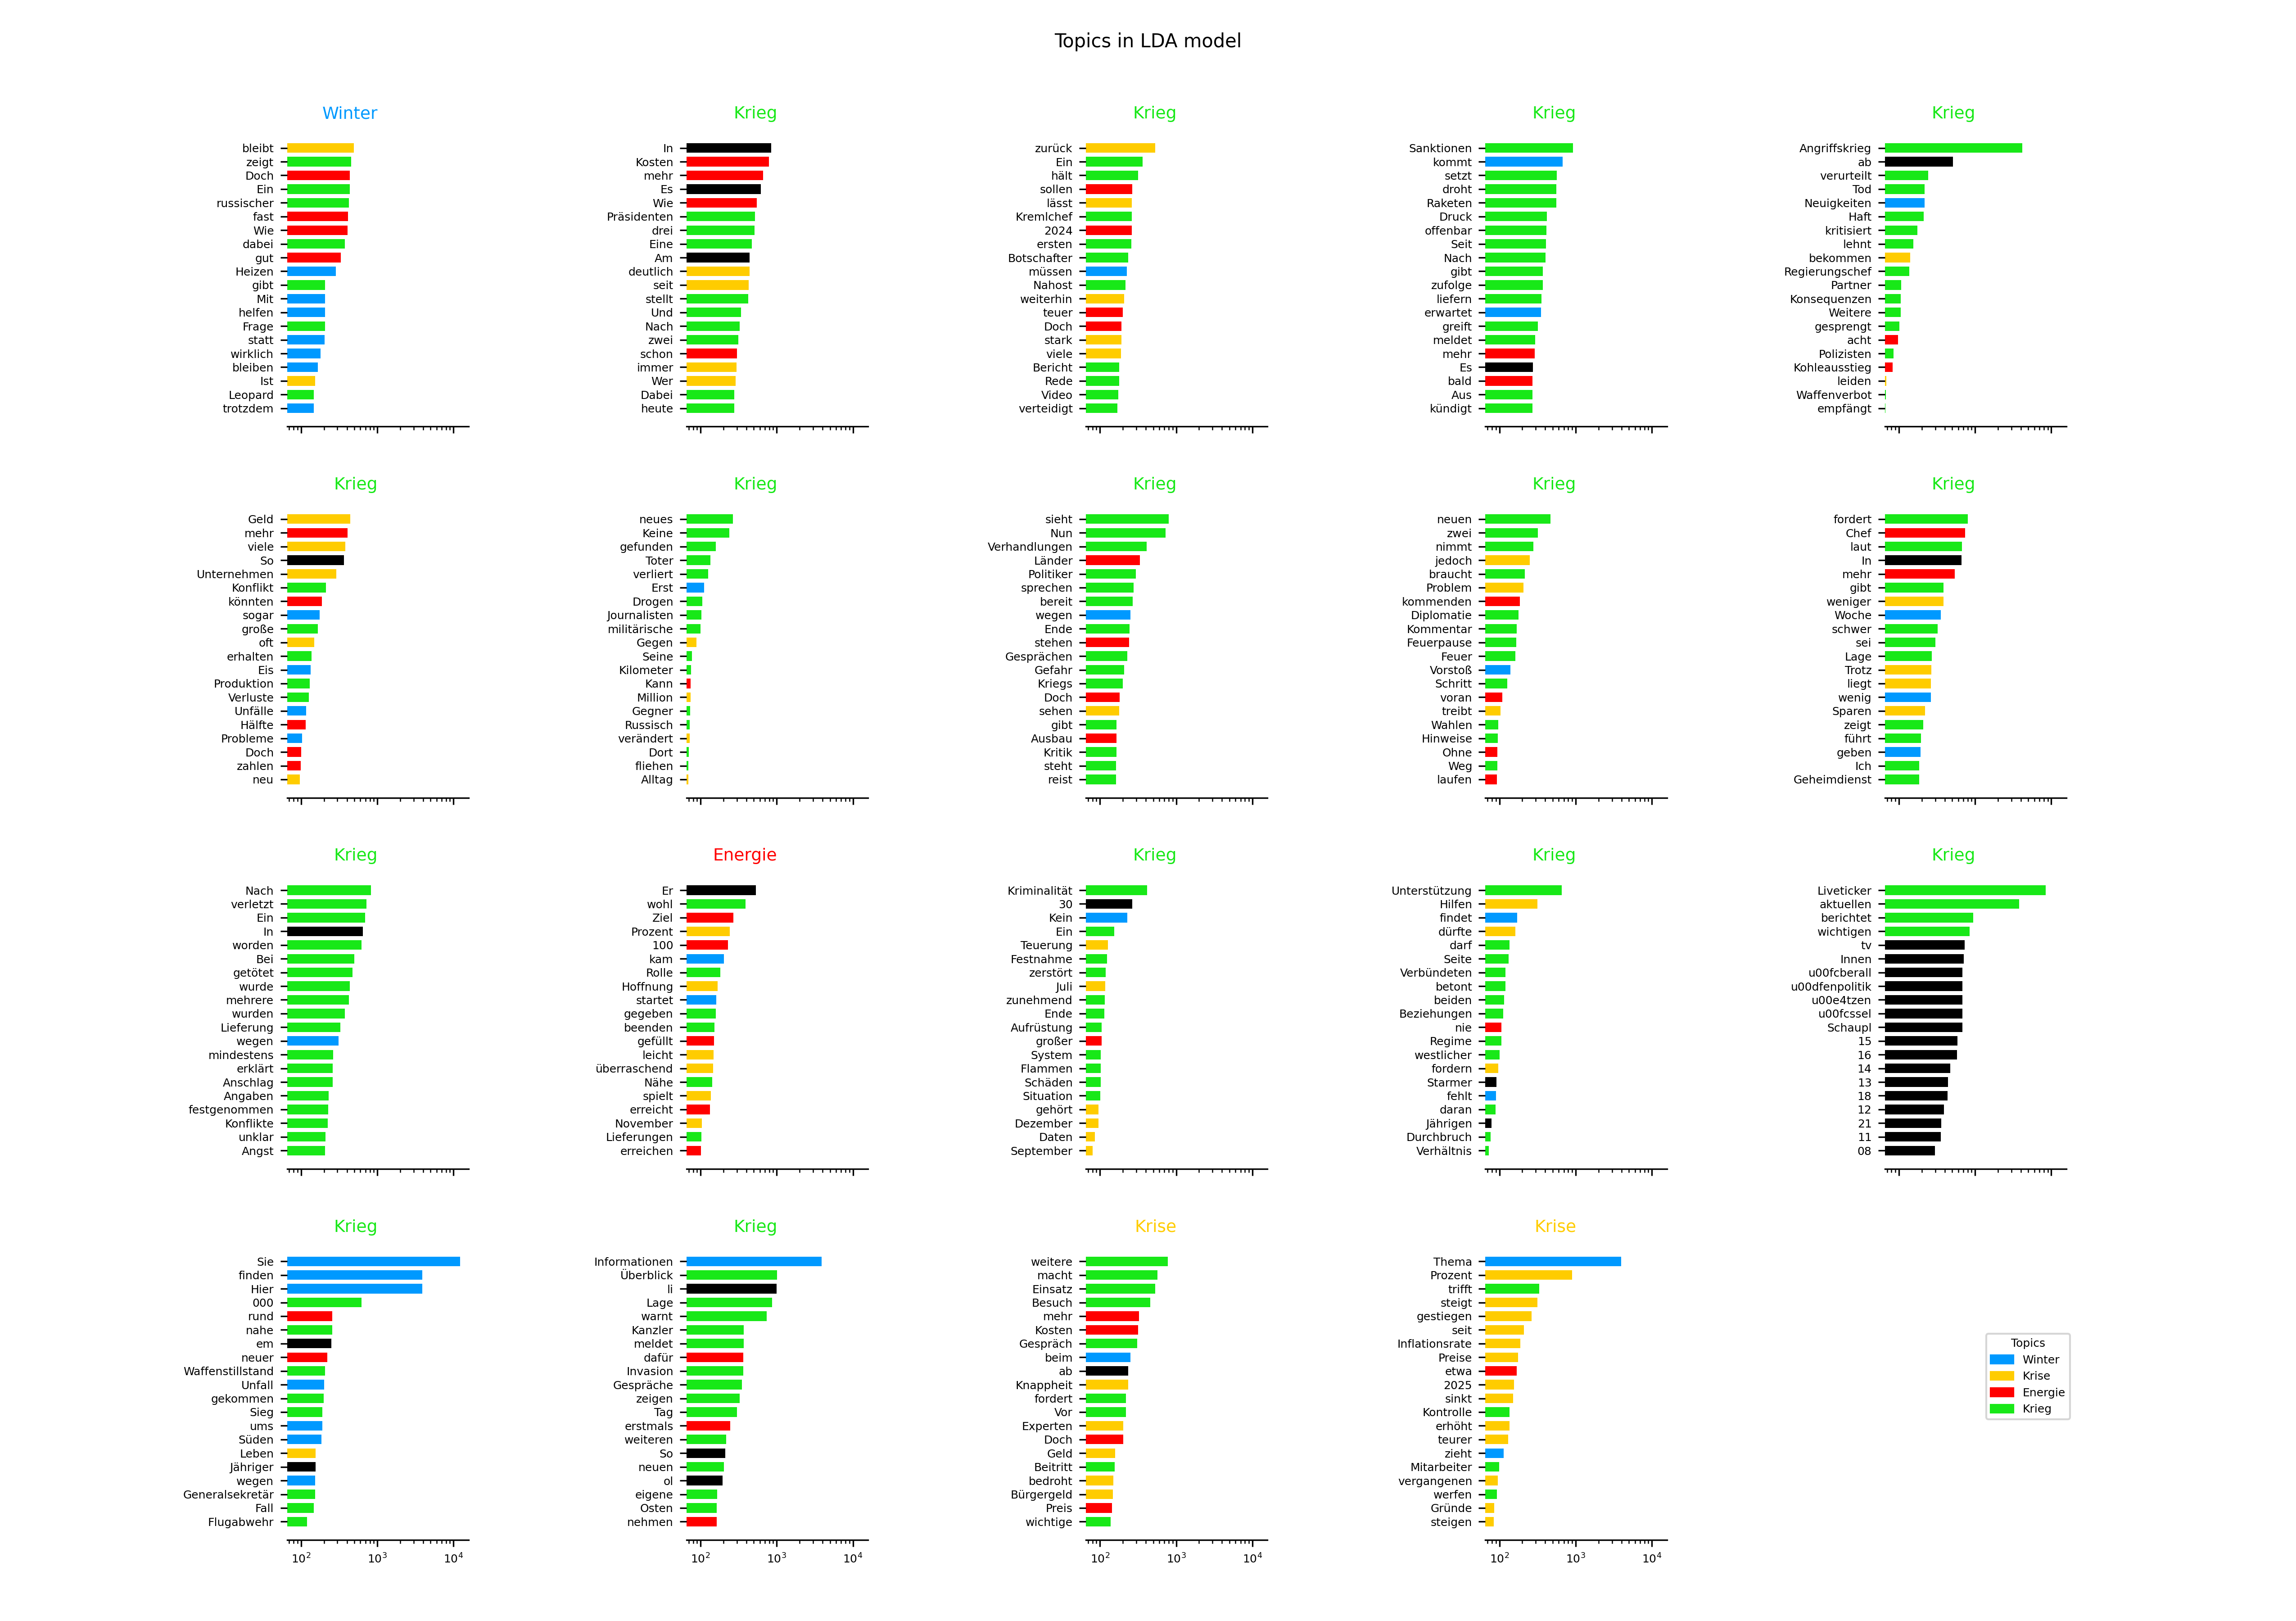 Topics in LDA model
Winter
bleibt
zeigt
Doch
Ein
russischer
fast
Wie
dabei
gut
Heizen
gibt
Mit
helfen
Frage
statt
wirklich
bleiben
Ist
Leopard
trotzdem
Krieg
In
Kosten
mehr
Es
Wie
Präsidenten
drei
Eine
Am
deutlich
seit
stellt
Und
Nach
zwei
schon
immer
Wer
Dabei
heute
Krieg
zurück
Ein
hält
sollen
lässt
Kremlchef
2024
ersten
Botschafter
müssen
Nahost
weiterhin
teuer
Doch
stark
viele
Bericht
Rede
Video
verteidigt
Krieg
Sanktionen
kommt
setzt
droht
Raketen
Druck
offenbar
Seit
Nach
gibt
zufolge
liefern
erwartet
greift
meldet
mehr
Es
bald
Aus
kündigt
Krieg
Angriffskrieg
ab
verurteilt
Tod
Neuigkeiten
Haft
kritisiert
lehnt
bekommen
Regierungschef
Partner
Konsequenzen
Weitere
gesprengt
acht
Polizisten
Kohleausstieg
leiden
Waffenverbot
empfängt
Krieg
Geld
mehr
viele
So
Unternehmen
Konflikt
könnten
sogar
große
oft
erhalten
Eis
Produktion
Verluste
Unfälle
Hälfte
Probleme
Doch
zahlen
neu
Krieg
neues
Keine
gefunden
Toter
verliert
Erst
Drogen
Journalisten
militärische
Gegen
Seine
Kilometer
Kann
Million
Gegner
Russisch
verändert
Dort
fliehen
Alltag
Krieg
sieht
Nun
Verhandlungen
Länder
Politiker
sprechen
bereit
wegen
Ende
stehen
Gesprächen
Gefahr
Kriegs
Doch
sehen
gibt
Ausbau
Kritik
steht
reist
Krieg
neuen
zwei
nimmt
jedoch
braucht
Problem
kommenden
Diplomatie
Kommentar
Feuerpause
Feuer
Vorstoß
Schritt
voran
treibt
Wahlen
Hinweise
Ohne
Weg
laufen
Krieg
fordert
Chef
laut
In
mehr
gibt
weniger
Woche
schwer
sei
Lage
Trotz
liegt
wenig
Sparen
zeigt
führt
geben
Ich
Geheimdienst
Krieg
Nach
verletzt
Ein
In
worden
Bei
getötet
wurde
mehrere
wurden
Lieferung
wegen
mindestens
erklärt
Anschlag
Angaben
festgenommen
Konflikte
unklar
Angst
Energie
Er
wohl
Ziel
Prozent
100
kam
Rolle
Hoffnung
startet
gegeben
beenden
gefüllt
leicht
überraschend
Nähe
spielt
erreicht
November
Lieferungen
erreichen
Krieg
Kriminalität
30
Kein
Ein
Teuerung
Festnahme
zerstört
Juli
zunehmend
Ende
Aufrüstung
großer
System
Flammen
Schäden
Situation
gehört
Dezember
Daten
September
Krieg
Unterstützung
Hilfen
findet
dürfte
darf
Seite
Verbündeten
betont
beiden
Beziehungen
nie
Regime
westlicher
fordern
Starmer
fehlt
daran
Jährigen
Durchbruch
Verhältnis
Krieg
Liveticker
aktuellen
berichtet
wichtigen
tv
Innen
u00fcberall
u00dfenpolitik
u00e4tzen
u00fcssel
Schaupl
15
16
14
13
18
12
21
11
08
Krieg
Sie
finden
Hier
000
rund
nahe
em
neuer
Waffenstillstand
Unfall
gekommen
Sieg
ums
Süden
Leben
Jähriger
wegen
Generalsekretär
Fall
Flugabwehr
10² 10³ 10⁴
Krieg
Informationen
Überblick
li
Lage
warnt
Kanzler
meldet
dafür
Invasion
Gespräche
zeigen
Tag
erstmals
weiteren
So
neuen
ol
eigene
Osten
nehmen
10² 10³ 10⁴
Krise
weitere
macht
Einsatz
Besuch
mehr
Kosten
Gespräch
beim
ab
Knappheit
fordert
Vor
Experten
Doch
Geld
Beitritt
bedroht
Bürgergeld
Preis
wichtige
10² 10³ 10⁴
Krise
Thema
Prozent
trifft
steigt
gestiegen
seit
Inflationsrate
Preise
etwa
2025
sinkt
Kontrolle
erhöht
teurer
zieht
Mitarbeiter
vergangenen
werfen
Gründe
steigen
10² 10³ 10⁴
Topics
Winter
Krise
Energie
Krieg